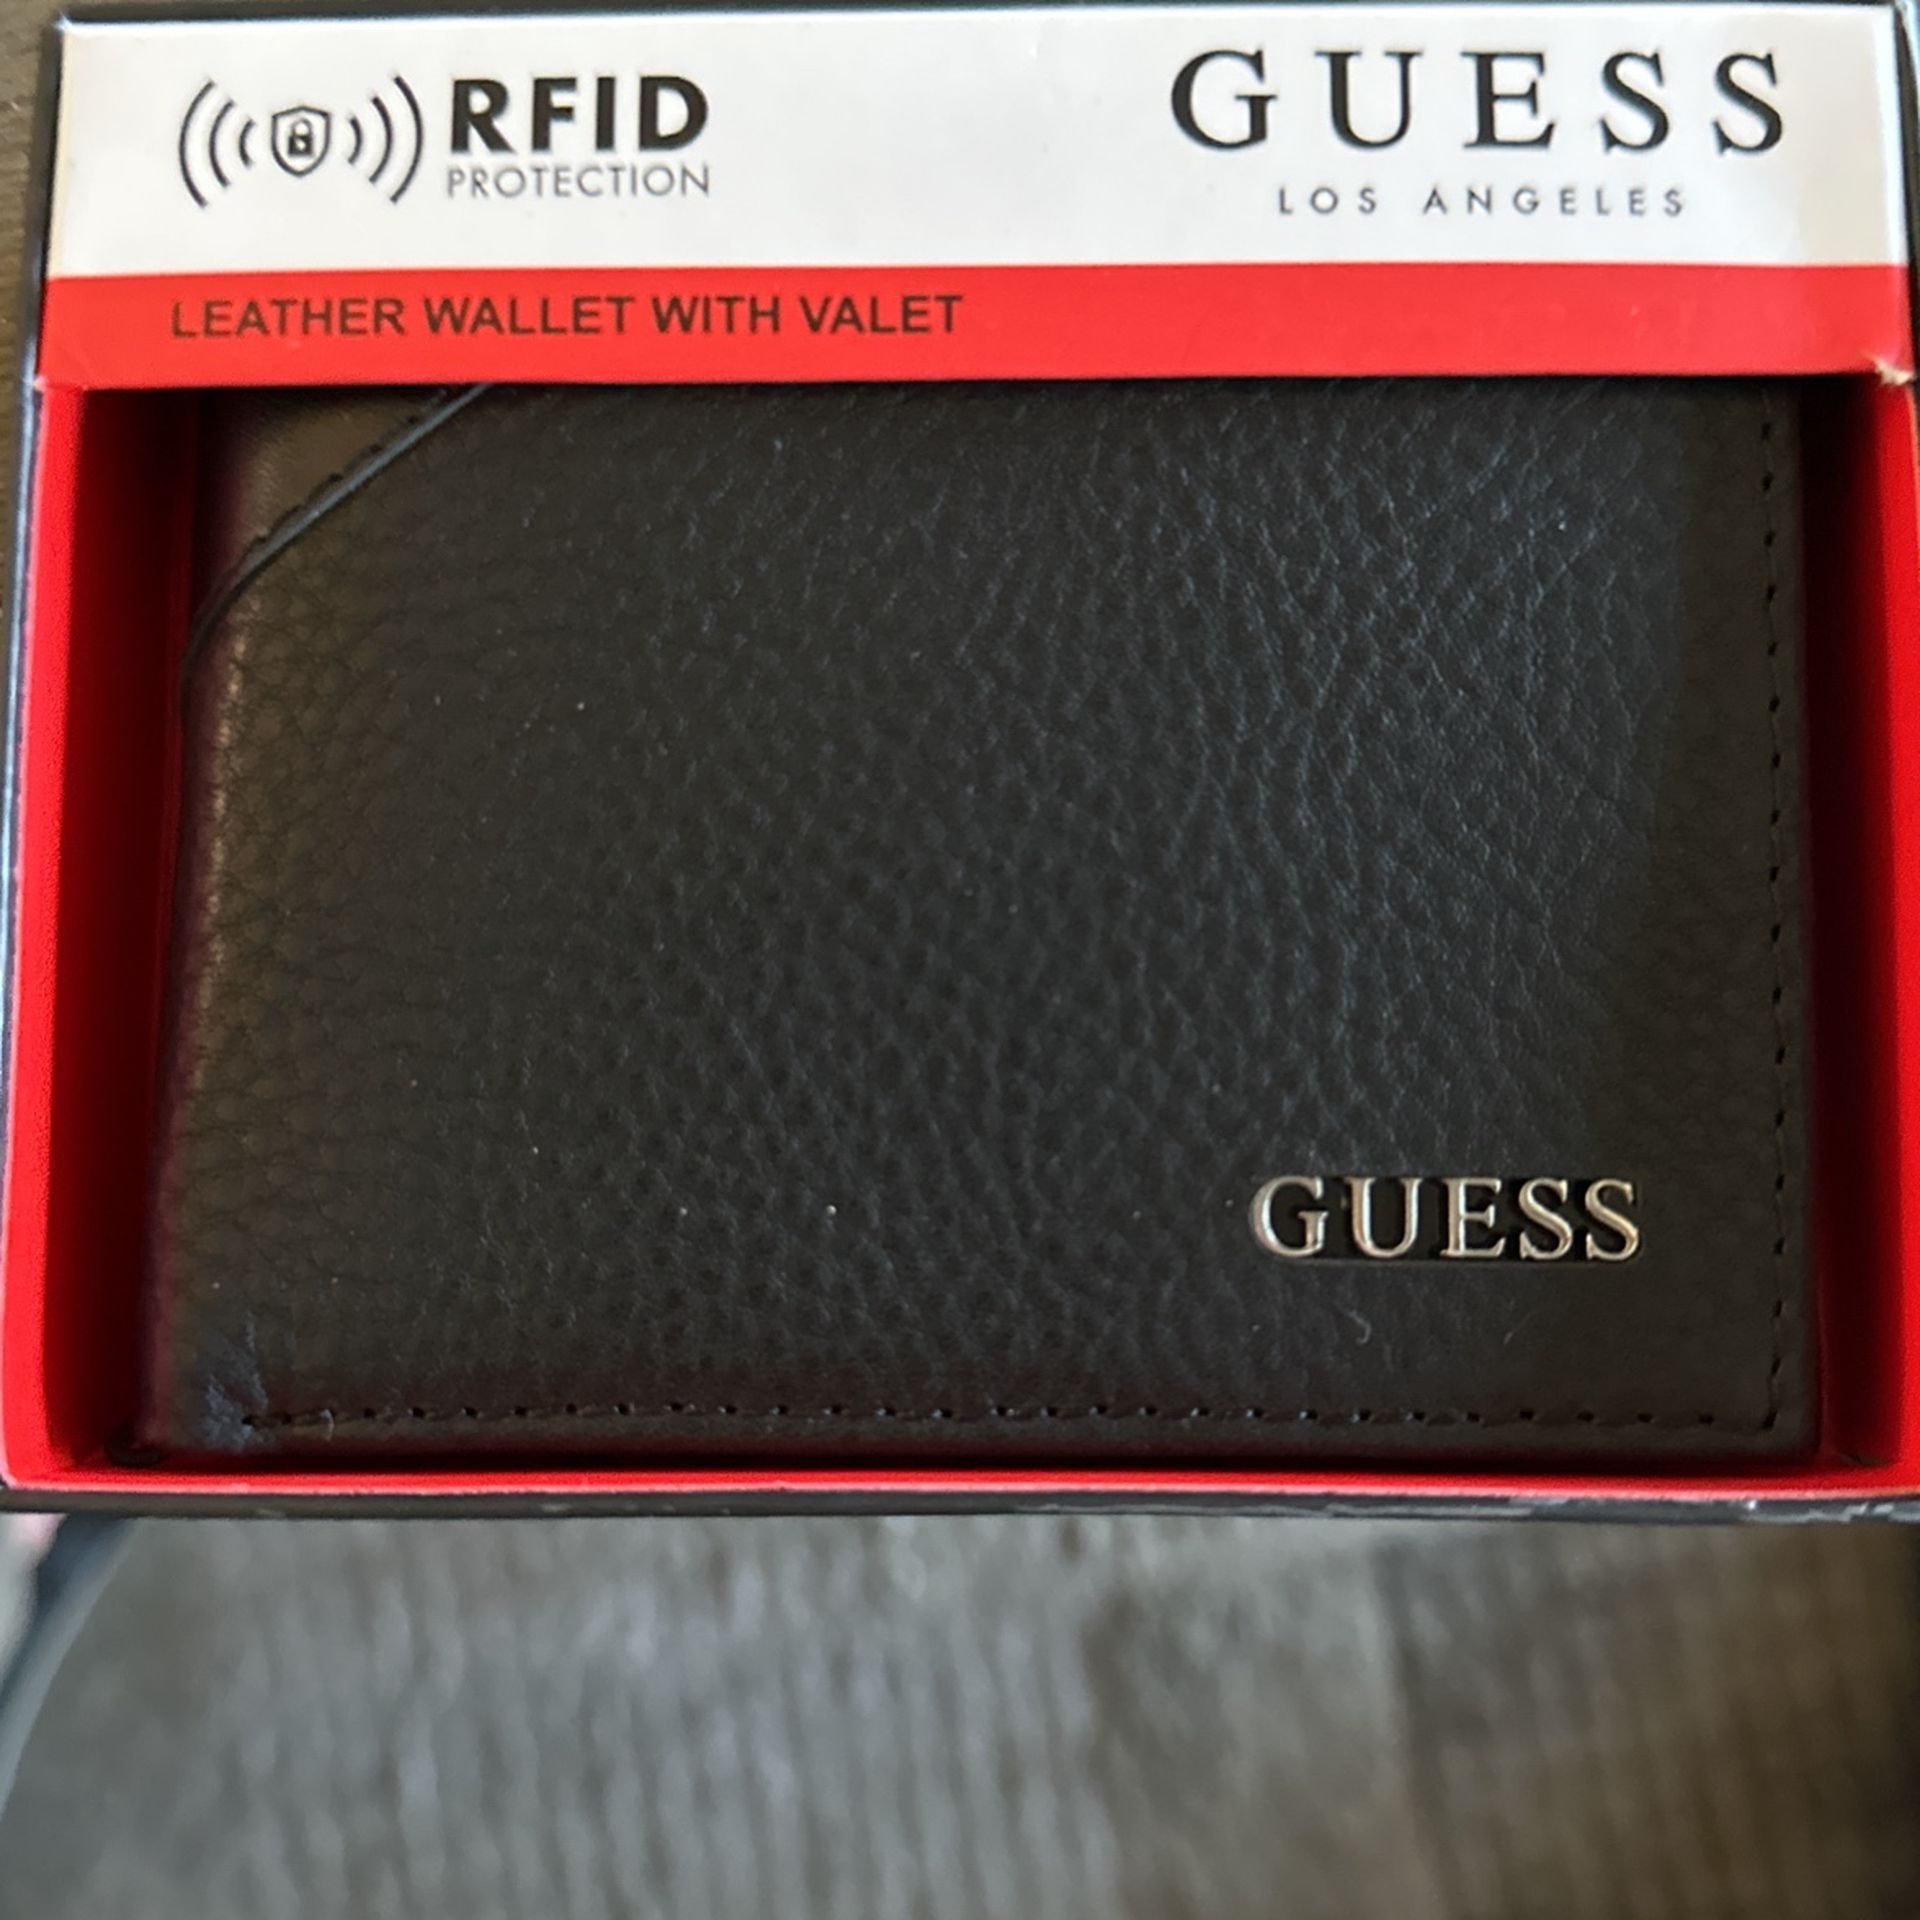 RFID
PROTECTION
GUESS
LOS ANGELES
LEATHER WALLET WITH VALET
GUESS